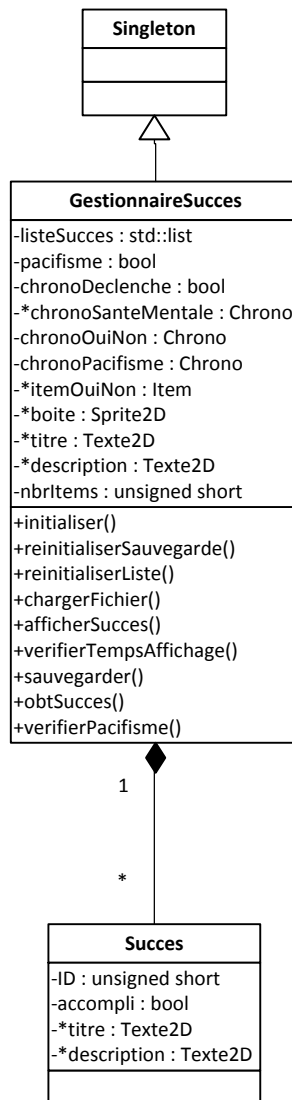 Singleton
GestionnaireSucces
-listeSucces : std::list
-pacifisme : bool
-chronoDeclenche : bool
-*chronoSanteMentale : Chrono
-chronoOuiNon : Chrono
-chronoPacifisme : Chrono
-*itemOuiNon : Item
-*boite : Sprite2D
-*titre : Texte2D
-*description : Texte2D
-nbrItems : unsigned short
+initialiser()
+reinitialiserSauvegarde()
+reinitialiserListe()
+chargerFichier()
+afficherSucces()
+verifierTempsAffichage()
+sauvegarder()
+obtSucces()
+verifierPacifisme()
1
*
Succes
-ID : unsigned short
-accompli : bool
-*titre : Texte2D
-*description : Texte2D